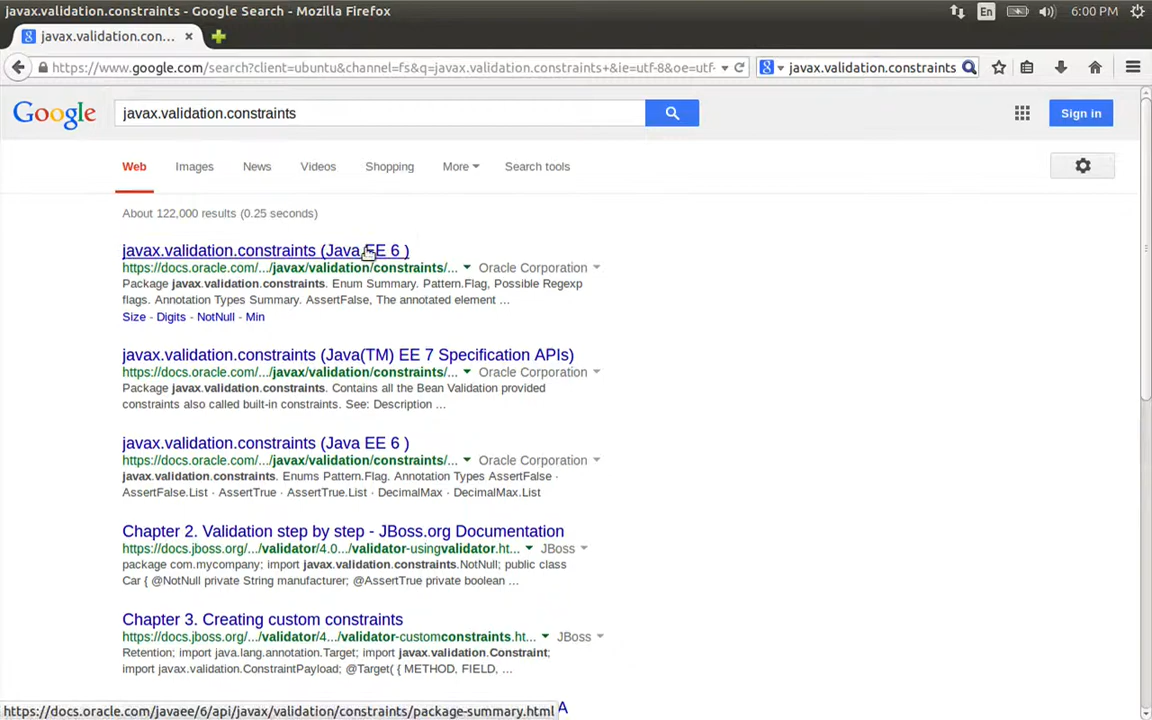 javax.validation.constraints - Google Search - Mozilla Firefox
En
6:00 PM
javax.validation.con...
https://www.google.com/search?client=ubuntu&channel=fs&q=javax.validation.constraints+&ie=utf-8&oe=utf-
javax.validation.constraints
Google
javax.validation.constraints
Sign in
Web Images News Videos Shopping More Search tools
About 122,000 results (0.25 seconds)
javax.validation.constraints (Java EE 6 )
https://docs.oracle.com/.../javax/validation/constraints/... Oracle Corporation
Package javax.validation.constraints. Enum Summary. Pattern.Flag, Possible Regexp
flags. Annotation Types Summary. AssertFalse, The annotated element ...
Size - Digits - NotNull - Min
javax.validation.constraints (Java(TM) EE 7 Specification APIs)
https://docs.oracle.com/.../javax/validation/constraints/... Oracle Corporation
Package javax.validation.constraints. Contains all the Bean Validation provided
constraints also called built-in constraints. See: Description ...
javax.validation.constraints (Java EE 6 )
https://docs.oracle.com/.../javax/validation/constraints/... Oracle Corporation
javax.validation.constraints. Enums Pattern.Flag. Annotation Types AssertFalse ·
AssertFalse.List · AssertTrue · AssertTrue.List · DecimalMax · DecimalMax.List
Chapter 2. Validation step by step - JBoss.org Documentation
https://docs.jboss.org/.../validator/4.0.../validator-usingvalidator.ht... JBoss
package com.mycompany; import javax.validation.constraints.NotNull; public class
Car { @NotNull private String manufacturer; @AssertTrue private boolean ...
Chapter 3. Creating custom constraints
https://docs.jboss.org/.../validator/4.../validator-customconstraints.ht... JBoss
Retention; import java.lang.annotation.Target; import javax.validation.Constraint;
import javax.validation.ConstraintPayload; @Target( { METHOD, FIELD, ...
https://docs.oracle.com/javaee/6/api/javax/validation/constraints/package-summary.html